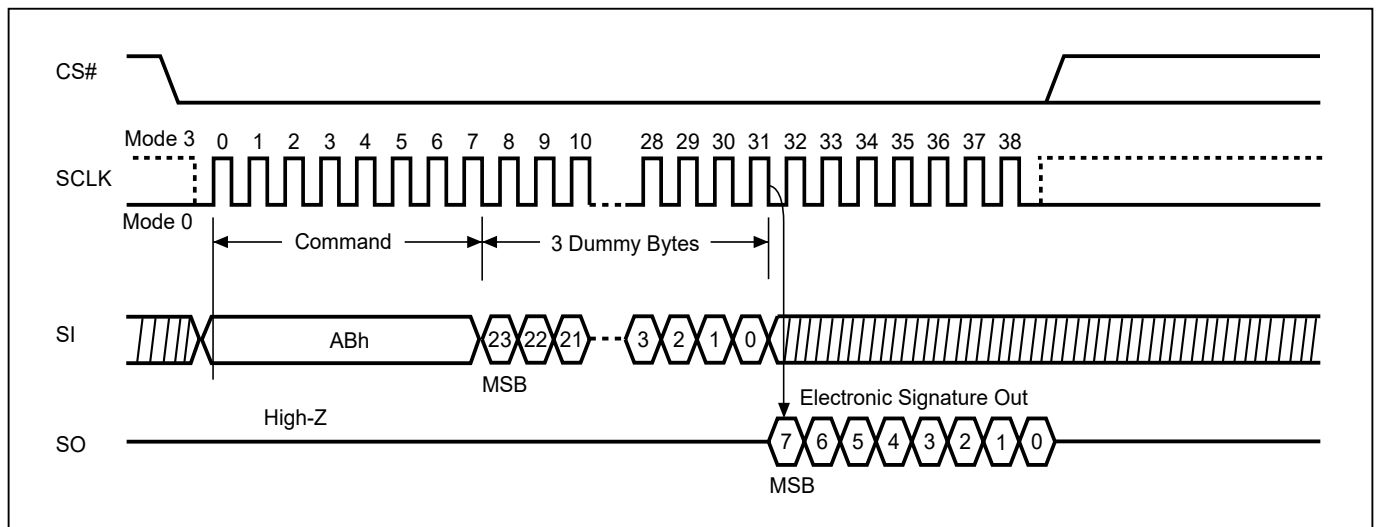 CS#
Mode 3 0 1 2 3 4 5 6 7 8 9 10 28 29 30 31 32 33 34 35 36 37 38
SCLK
Mode 0
Command 3 Dummy Bytes
SI ABh 23 22 21 3 2 1 0
MSB
Electronic Signature Out
High-Z
SO 7 6 5 4 3 2 1 0
MSB